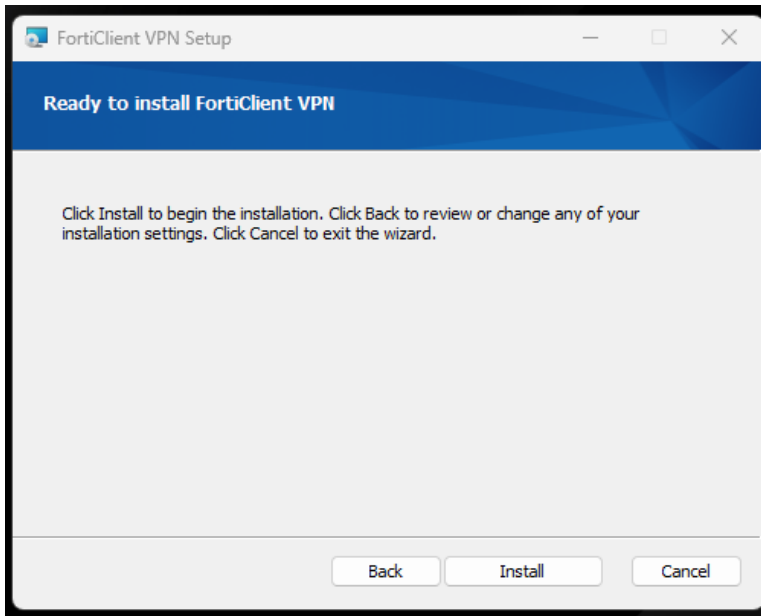 FortiClient VPN Setup
Ready to install FortiClient VPN
Click Install to begin the installation. Click Back to review or change any of your
installation settings. Click Cancel to exit the wizard.
Back
Install
Cancel